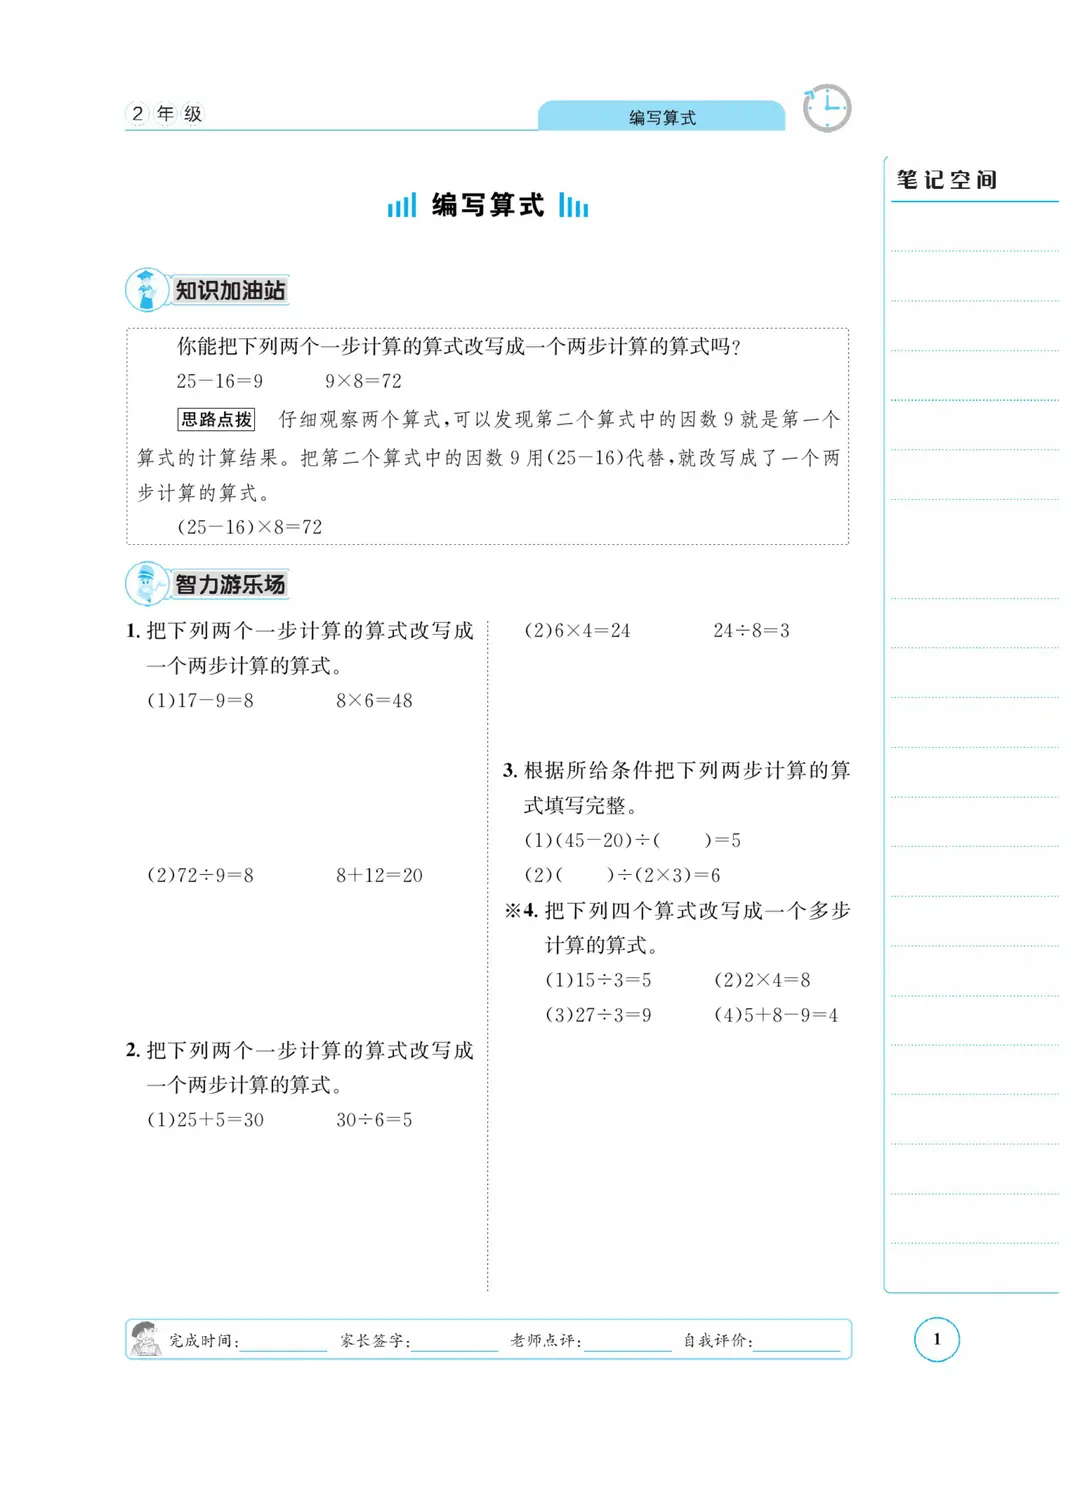 2年级
编写算式
笔记空间
编写算式
知识加油站
你能把下列两个一步计算的算式改写成一个两步计算的算式吗?
25－16＝9 9×8＝72
思路点拨 仔细观察两个算式,可以发现第二个算式中的因数9就是第一个
算式的计算结果。把第二个算式中的因数9用(25－16)代替,就改写成了一个两
步计算的算式。
(25－16)×8＝72
智力游乐场
1. 把下列两个一步计算的算式改写成
一个两步计算的算式。
(1)17－9＝8 8×6＝48
(2)72÷9＝8 8＋12＝20
2. 把下列两个一步计算的算式改写成
一个两步计算的算式。
(1)25＋5＝30 30÷6＝5
(2)6×4＝24 24÷8＝3
3. 根据所给条件把下列两步计算的算
式填写完整。
(1)(45－20)÷( )＝5
(2)( )÷(2×3)＝6
※4. 把下列四个算式改写成一个多步
计算的算式。
(1)15÷3＝5 (2)2×4＝8
(3)27÷3＝9 (4)5＋8－9＝4
完成时间: 家长签字: 老师点评: 自我评价:
1